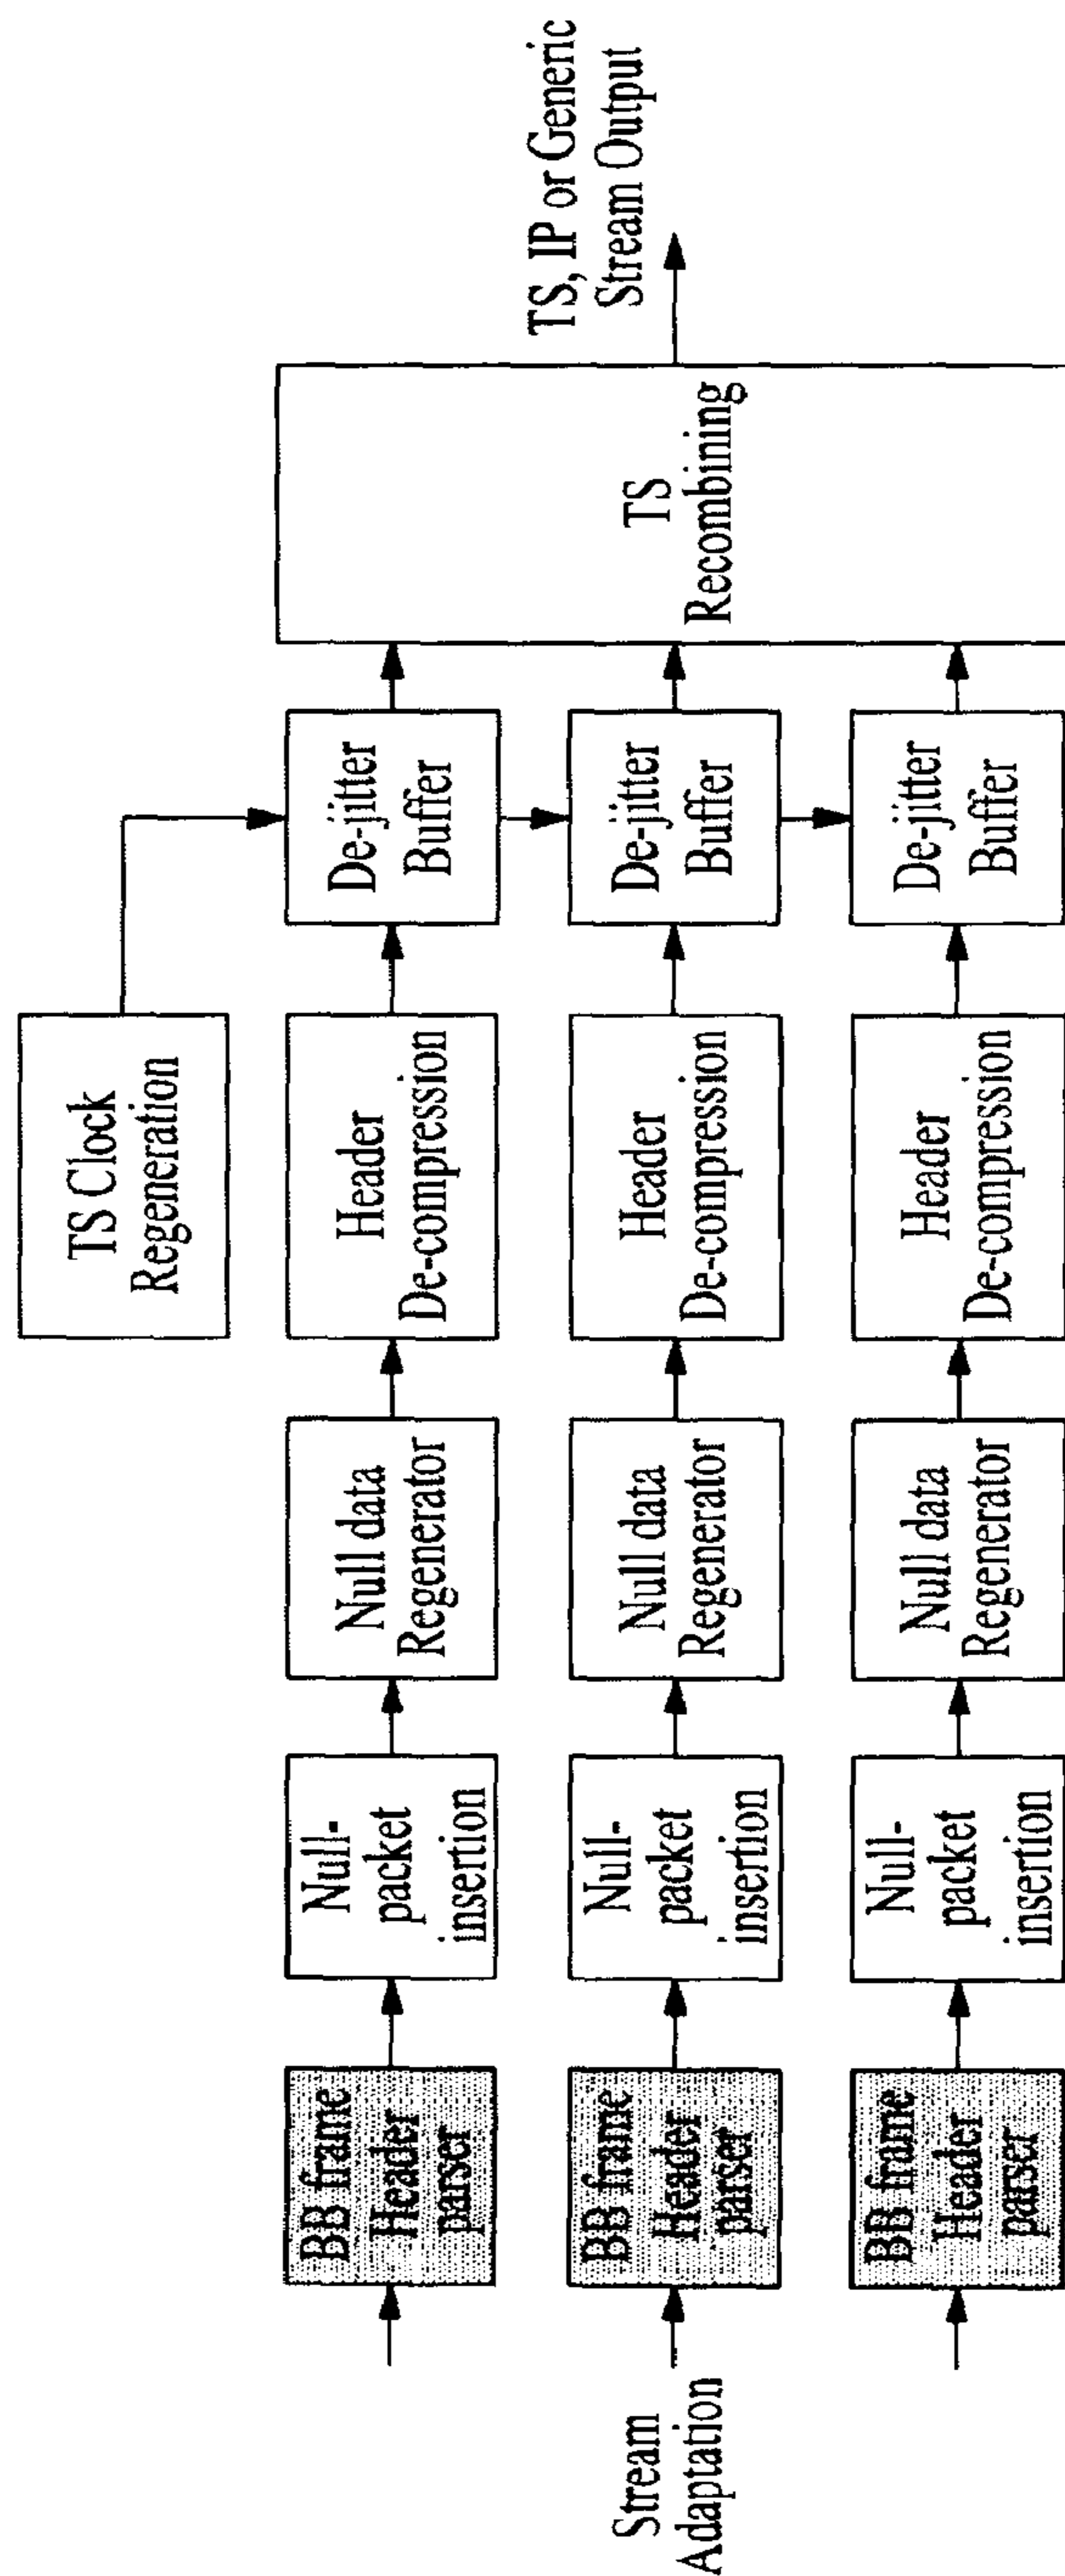 TS Clock
Regeneration
Stream
Adaptation
BB frame
Header
parser
Null-
packet
insertion
Null data
Regenerator
Header
De-compression
De-jitter
Buffer
BB frame
Header
parser
Null-
packet
insertion
Null data
Regenerator
Header
De-compression
De-jitter
Buffer
BB frame
Header
parser
Null-
packet
insertion
Null data
Regenerator
Header
De-compression
De-jitter
Buffer
TS
Recombining
TS, IP or Generic
Stream Output